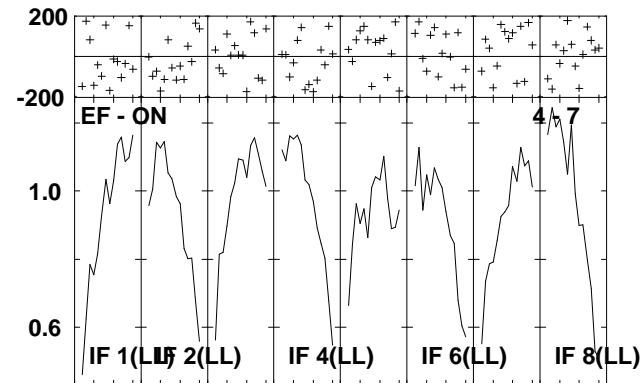 200
-200
EF - ON 4 - 7
1.0
0.6
IF 1(LL) IF 2(LL) IF 4(LL) IF 6(LL) IF 8(LL)